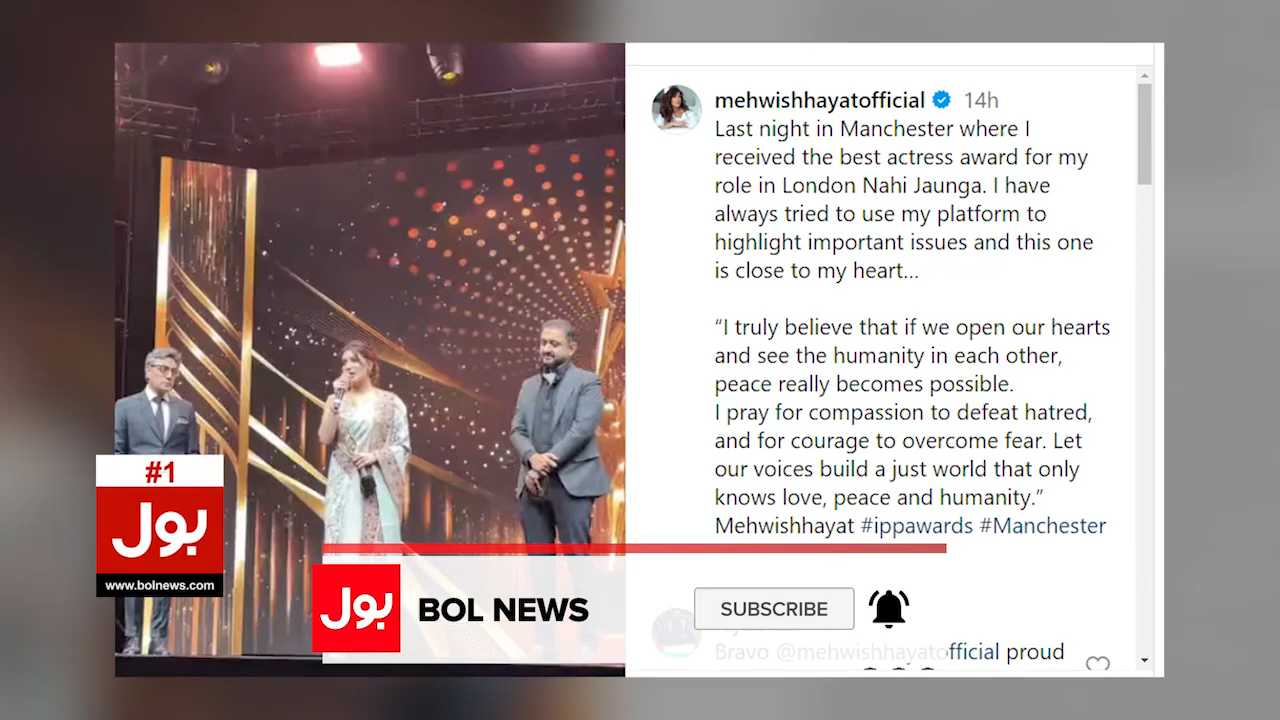 mehwishhayatofficial 14h
Last night in Manchester where I
received the best actress award for my
role in London Nahi Jaunga. I have
always tried to use my platform to
highlight important issues and this one
is close to my heart...
“I truly believe that if we open our hearts
and see the humanity in each other,
peace really becomes possible.
I pray for compassion to defeat hatred,
and for courage to overcome fear. Let
our voices build a just world that only
knows love, peace and humanity.”
Mehwishhayat #ippawards #Manchester
Bravo @mehwishhayatofficial proud
#1
بول
www.bolnews.com
بول
BOL NEWS
SUBSCRIBE